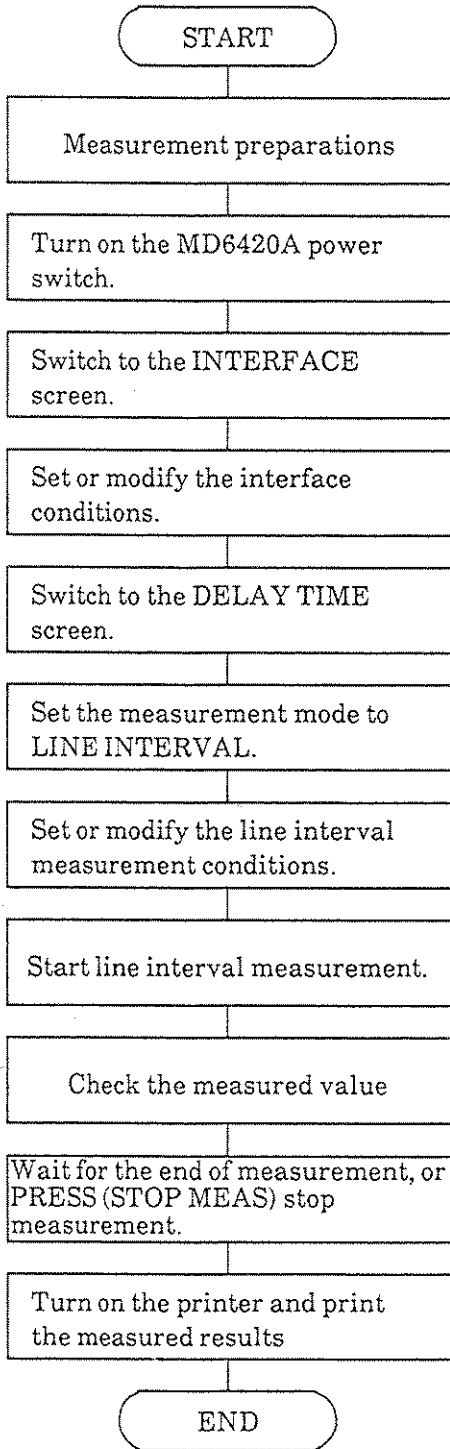 START
Measurement preparations
Turn on the MD6420A power
switch.
Switch to the INTERFACE
screen.
Set or modify the interface
conditions.
Switch to the DELAY TIME
screen.
Set the measurement mode to
LINE INTERVAL.
Set or modify the line interval
measurement conditions.
Start line interval measurement.
Check the measured value
Wait for the end of measurement, or
PRESS (STOP MEAS) stop
measurement.
Turn on the printer and print
the measured results
END